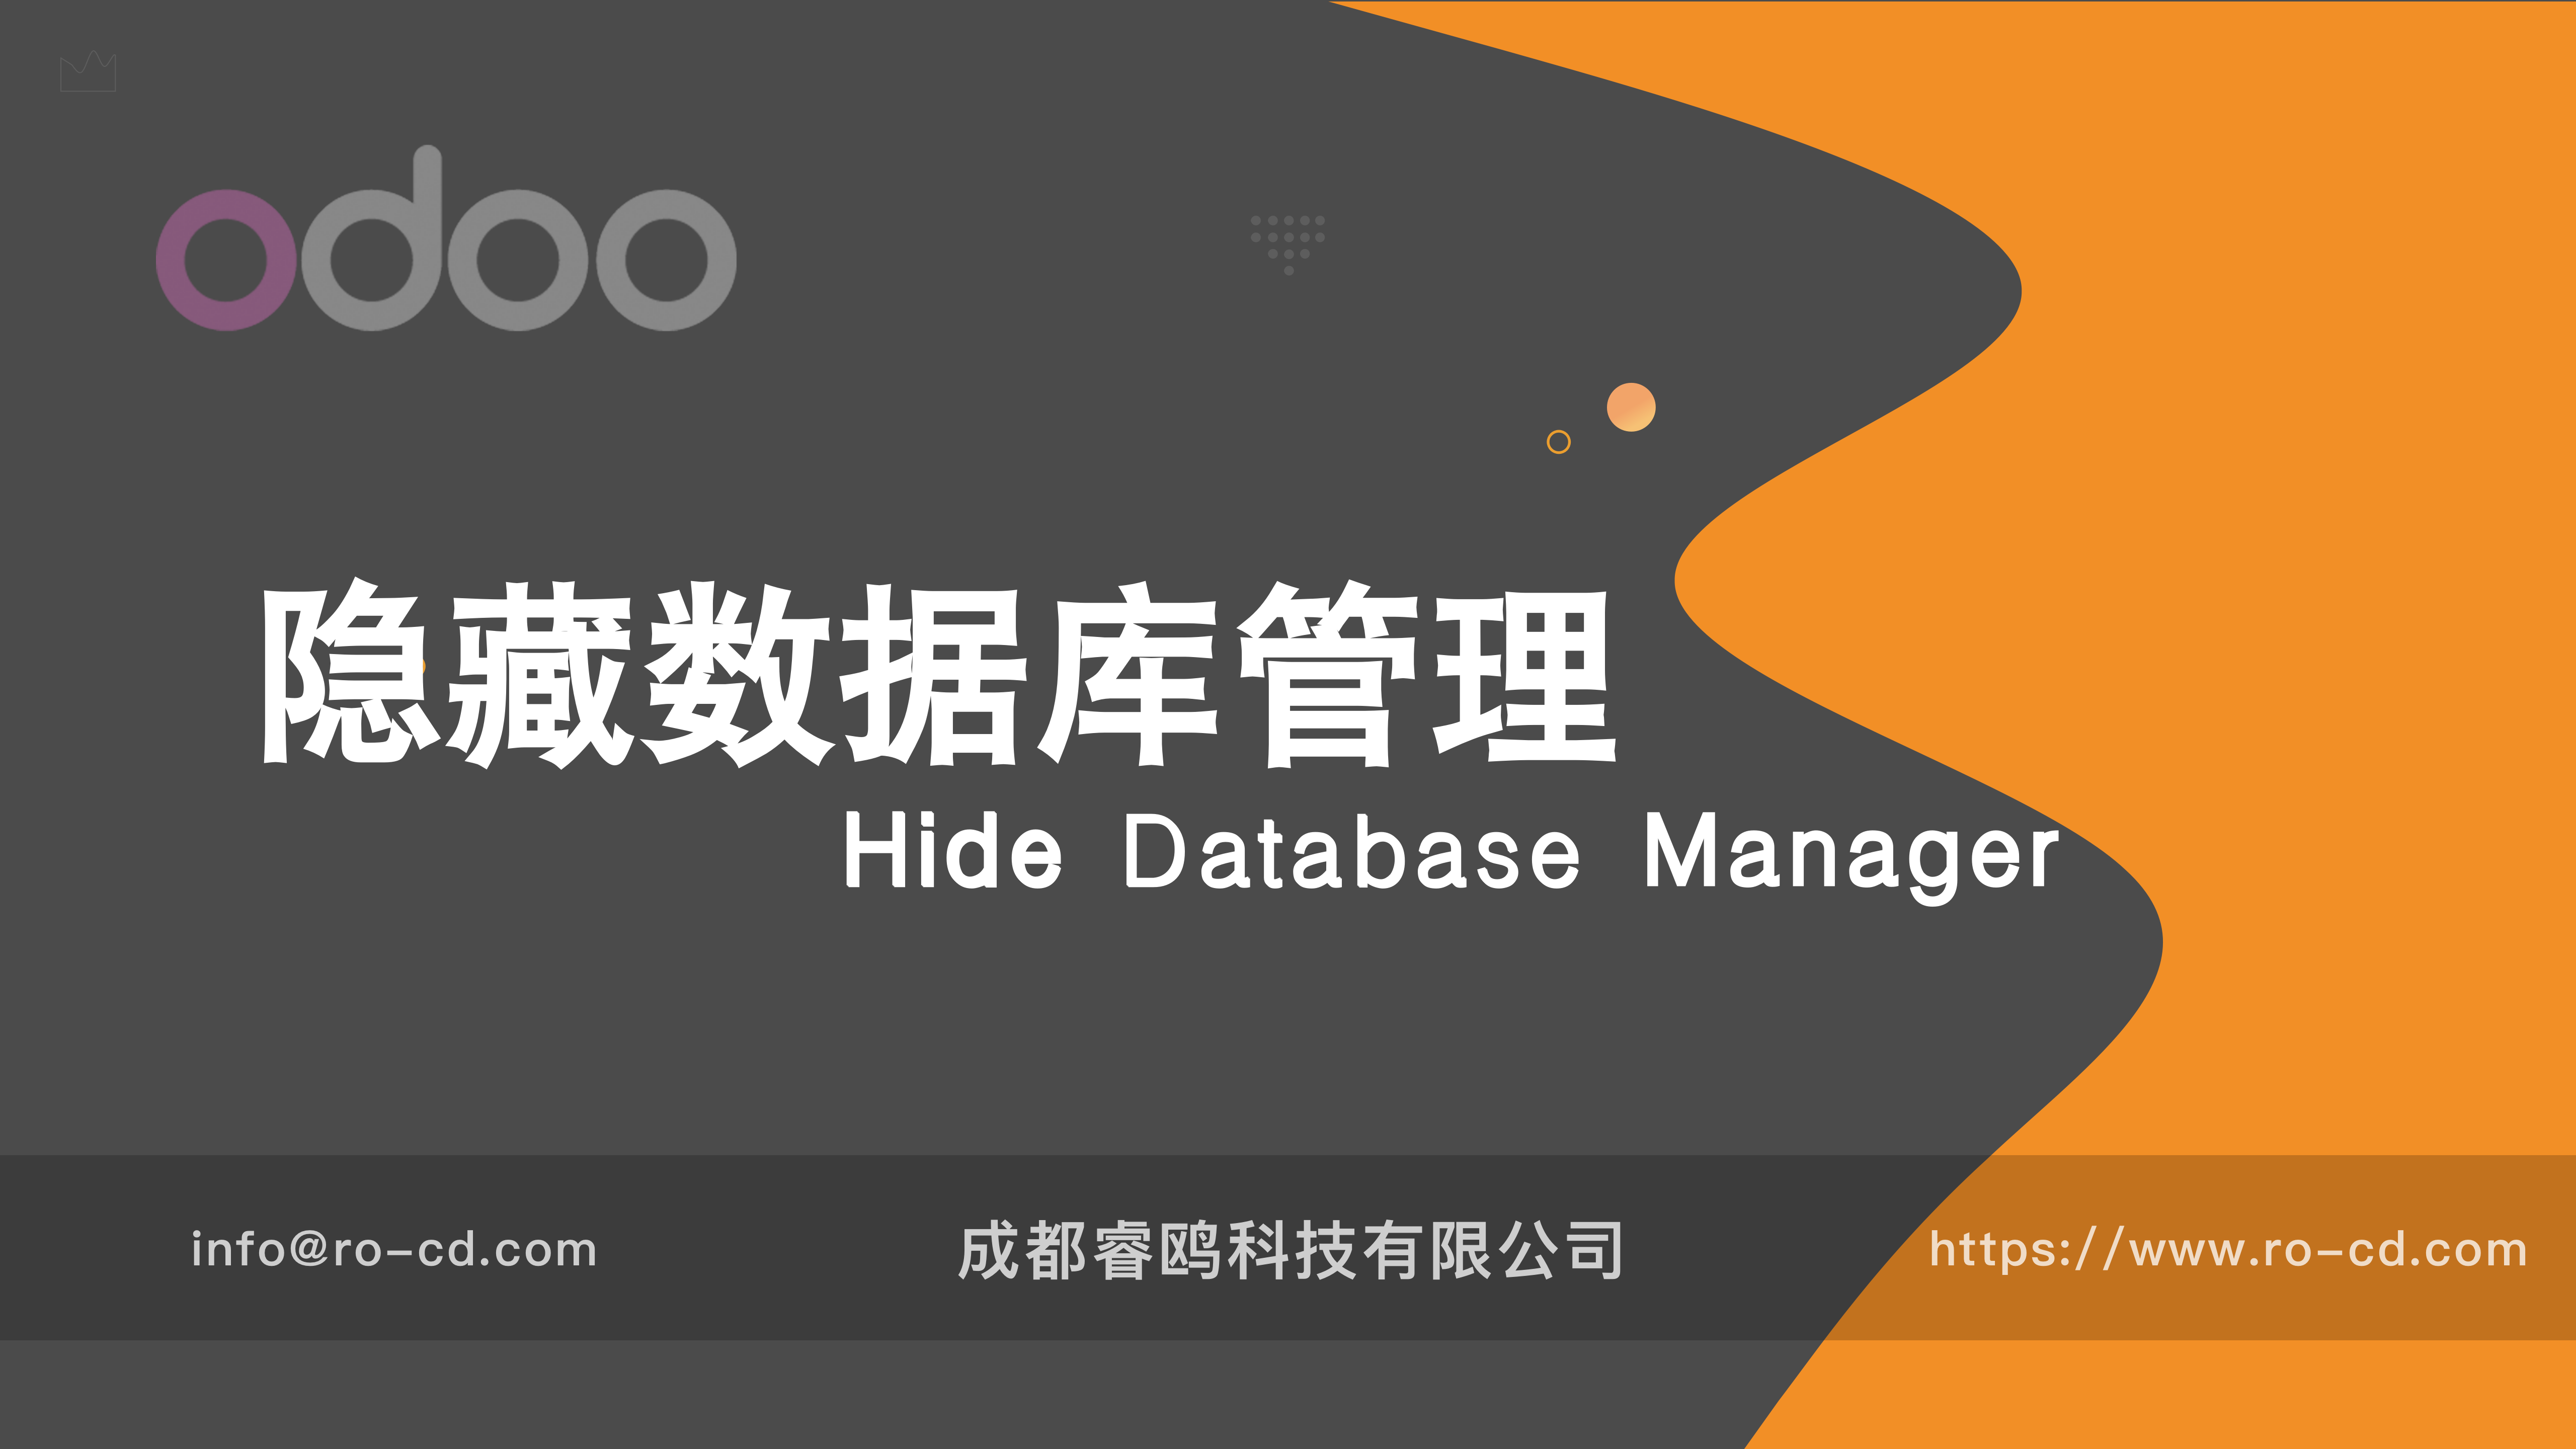 odoo
隐藏数据库管理
Hide Database Manager
info@ro-cd.com
成都睿鸥科技有限公司
https://www.ro-cd.com